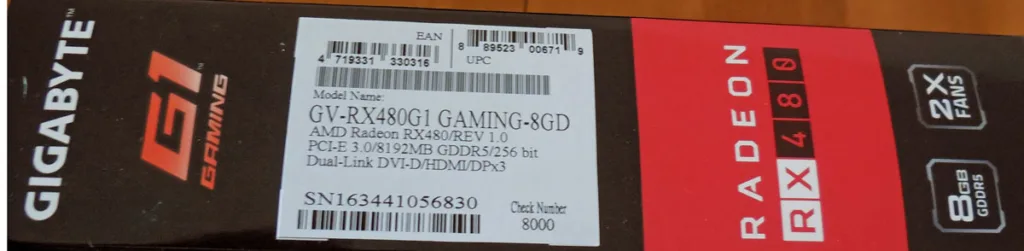 GIGABYTE™
G1™
GAMING
EAN
4 719331 330316
8 89523 00671 9
UPC
Model Name:
GV-RX480G1 GAMING-8GD
AMD Radeon RX480/REV 1.0
PCI-E 3.0/8192MB GDDR5/256 bit
Dual-Link DVI-D/HDMI/DPx3
SN163441056830
Check Number
8000
RADEON
RX 480
2X
FANS
8GB
GDDR5